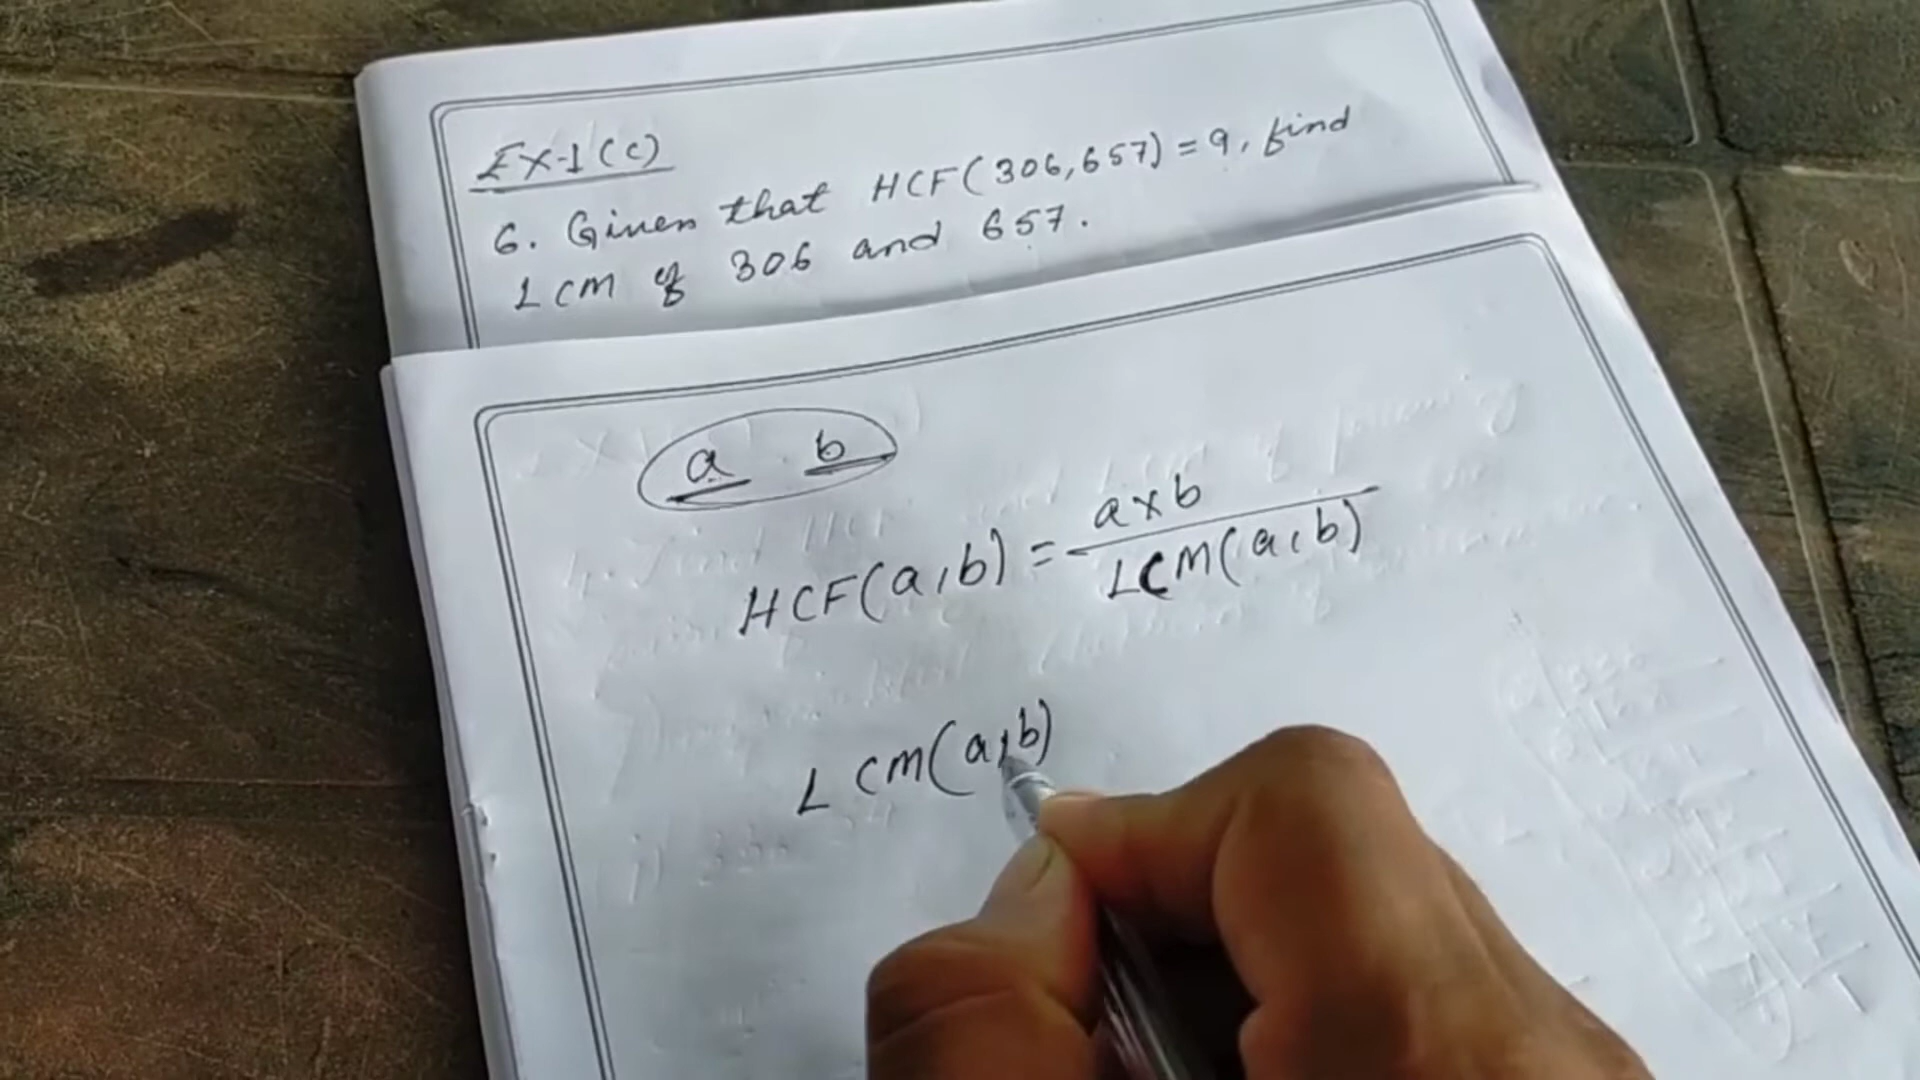 Ex-1(c)
6. Given that HCF(306,657)=9, find
LCM of 306 and 657.
a b
a×b
HCF(a,b) =
LCM(a,b)
LCM(a,b)